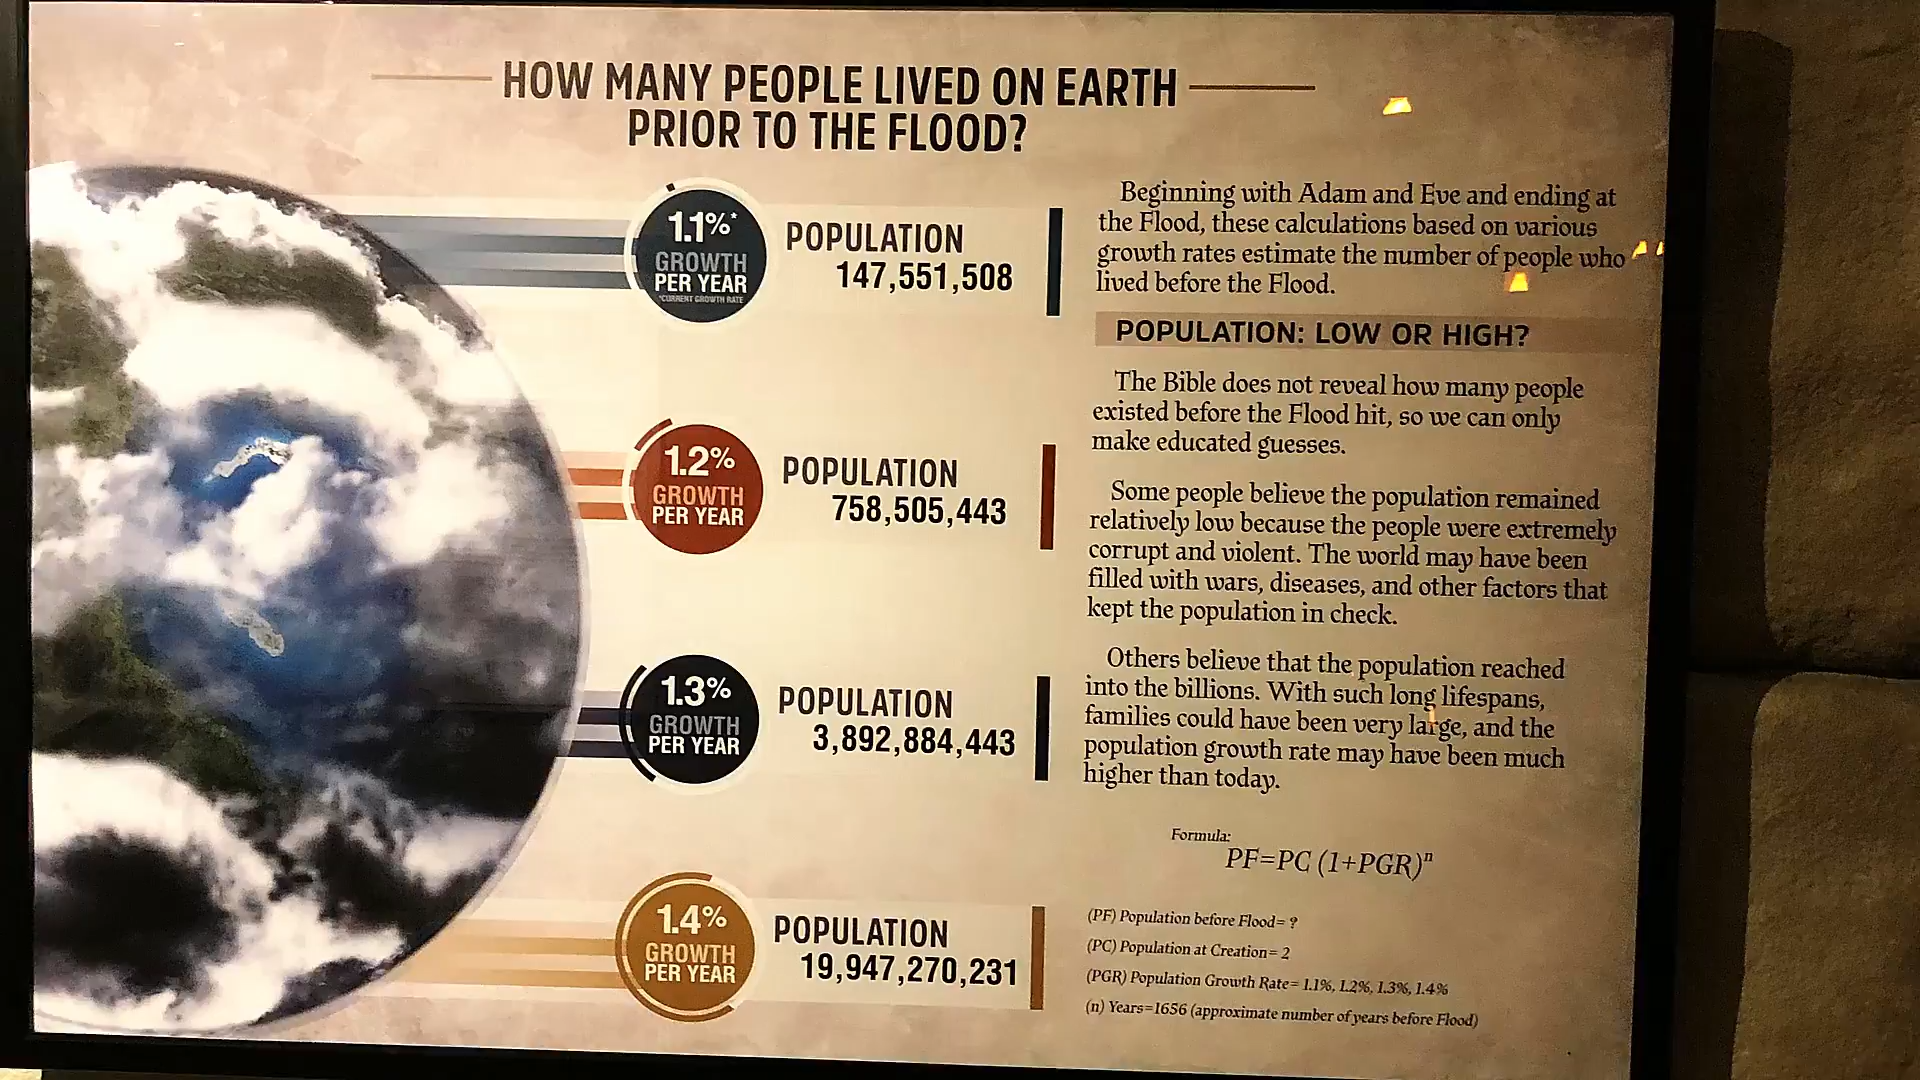 HOW MANY PEOPLE LIVED ON EARTH
PRIOR TO THE FLOOD?
1.1%*
GROWTH
PER YEAR
*CURRENT GROWTH RATE
POPULATION
147,551,508
1.2%
GROWTH
PER YEAR
POPULATION
758,505,443
1.3%
GROWTH
PER YEAR
POPULATION
3,892,884,443
1.4%
GROWTH
PER YEAR
POPULATION
19,947,270,231
Beginning with Adam and Eve and ending at
the Flood, these calculations based on various
growth rates estimate the number of people who
lived before the Flood.
POPULATION: LOW OR HIGH?
The Bible does not reveal how many people
existed before the Flood hit, so we can only
make educated guesses.
Some people believe the population remained
relatively low because the people were extremely
corrupt and violent. The world may have been
filled with wars, diseases, and other factors that
kept the population in check.
Others believe that the population reached
into the billions. With such long lifespans,
families could have been very large, and the
population growth rate may have been much
higher than today.
Formula:
PF=PC (1+PGR)ⁿ
(PF) Population before Flood= ?
(PC) Population at Creation= 2
(PGR) Population Growth Rate= 1.1%, 1.2%, 1.3%, 1.4%
(n) Years=1656 (approximate number of years before Flood)